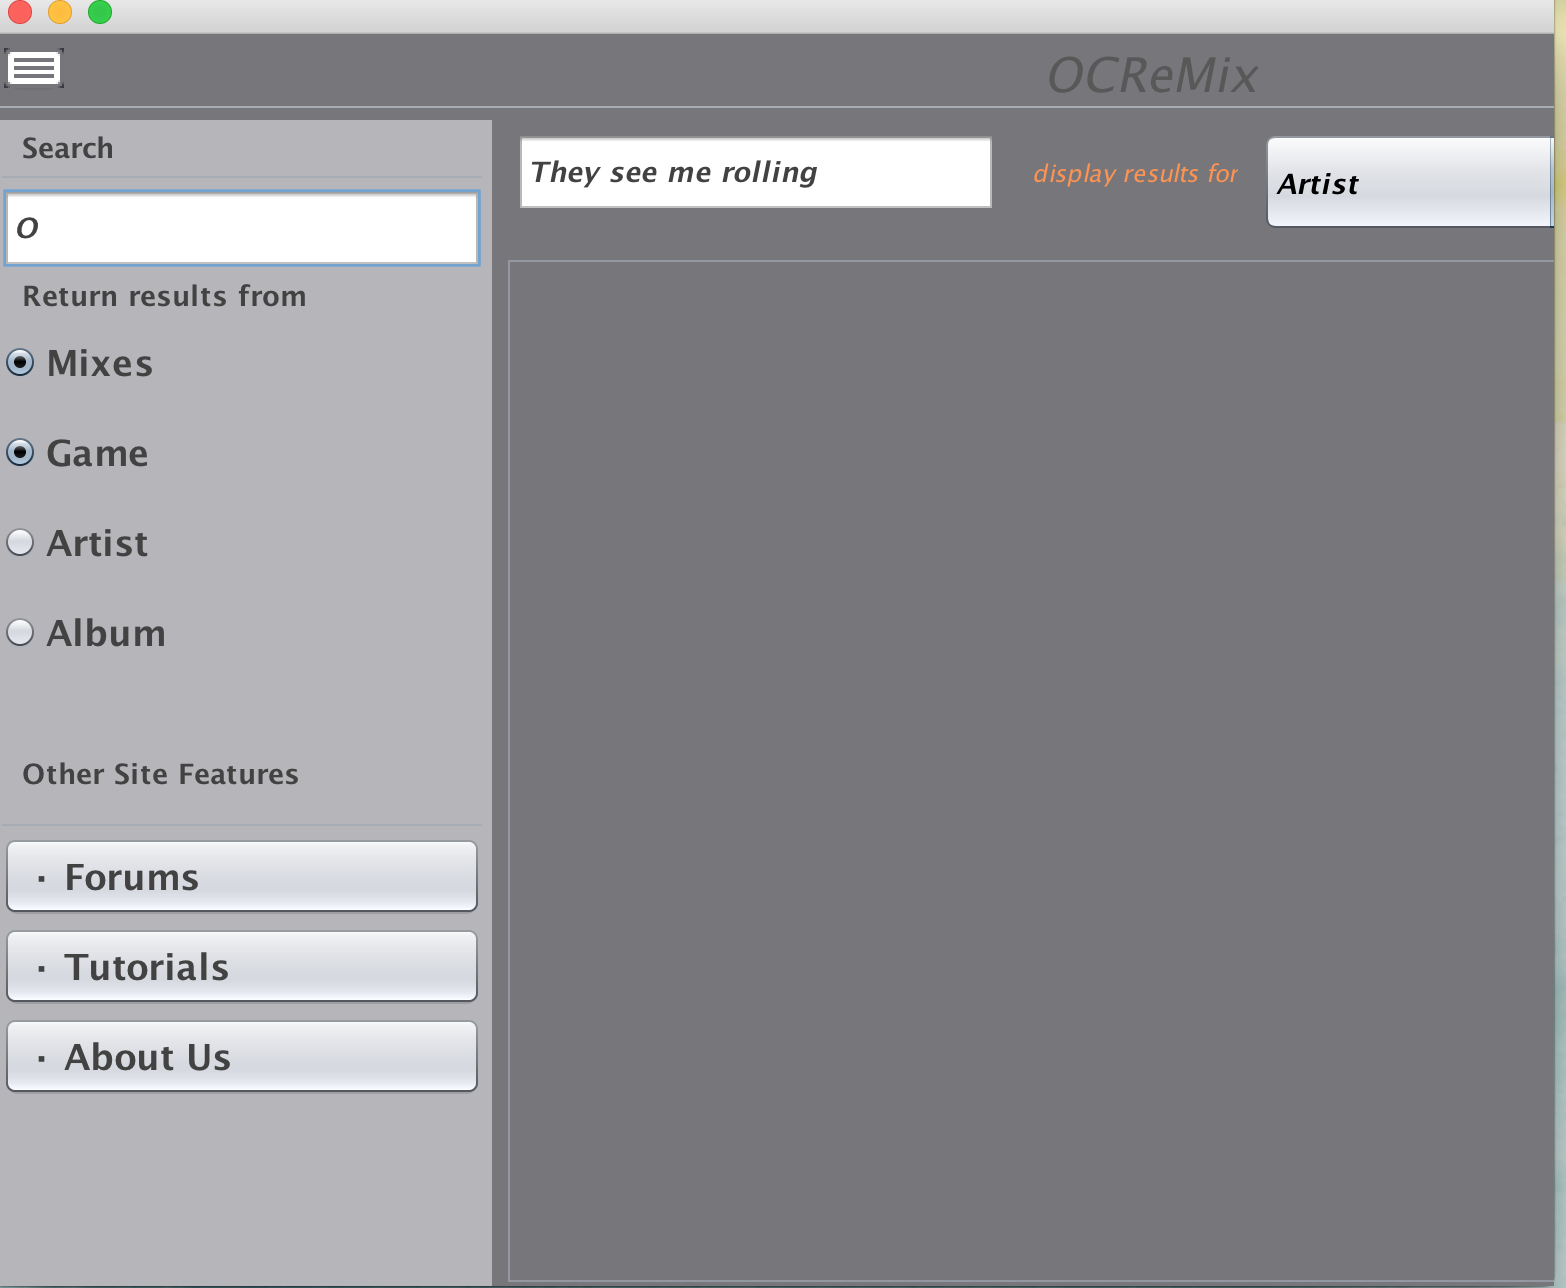 OCReMix
Search
O
Return results from
Mixes
Game
Artist
Album
Other Site Features
· Forums
· Tutorials
· About Us
They see me rolling
display results for
Artist